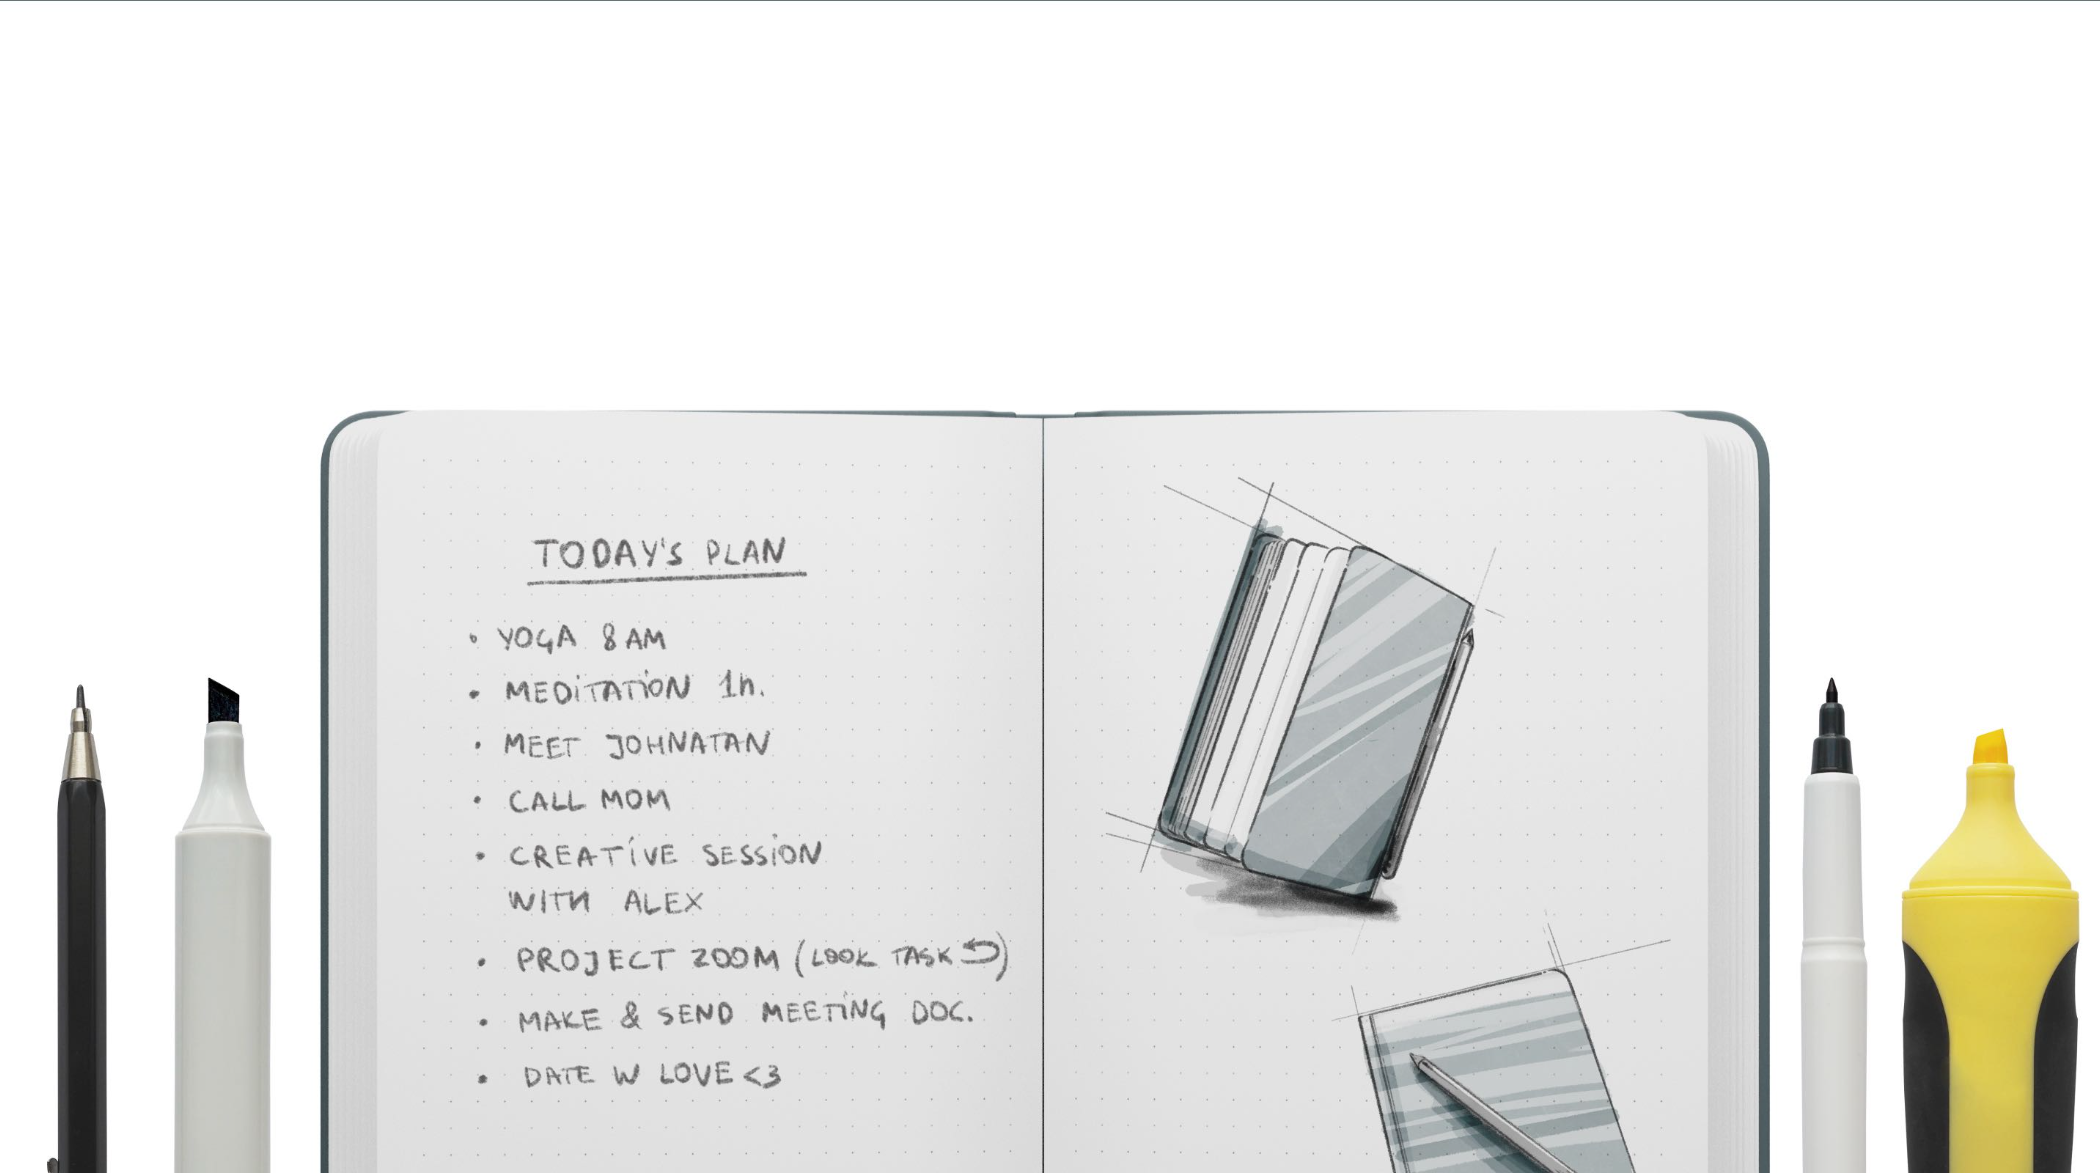 TODAY'S PLAN
• YOGA 8 AM
• MEDITATION 1h.
• MEET JOHNATAN
• CALL MOM
• CREATIVE SESSION
WITH ALEX
• PROJECT ZOOM (LOOK TASK ⮌)
• MAKE & SEND MEETING DOC.
• DATE W LOVE <3